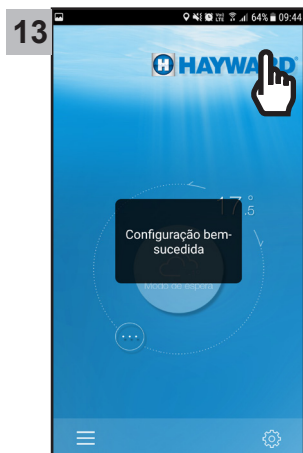 13
64% 09:44
HAYWARD
17.5°
Configuração bem-
sucedida
Modo de espera